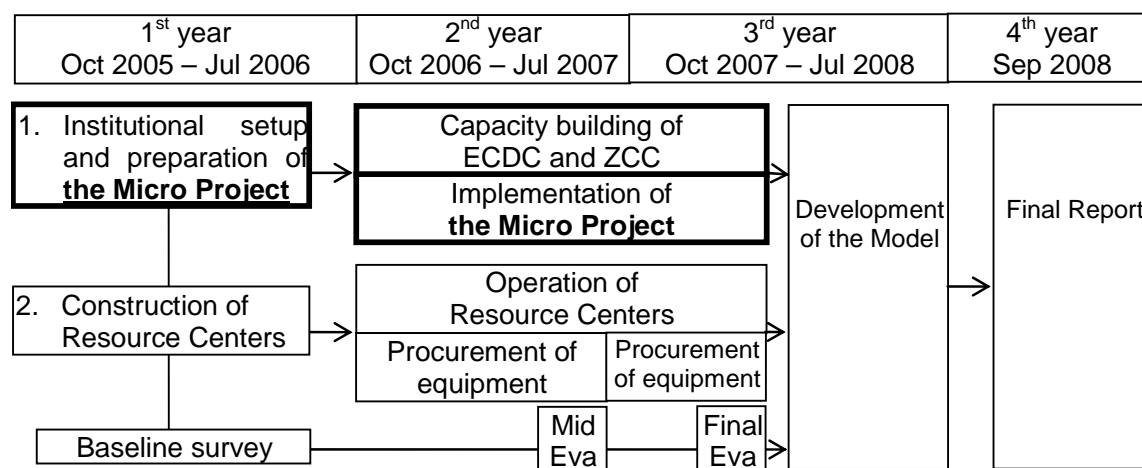 1st year
Oct 2005 – Jul 2006
2nd year
Oct 2006 – Jul 2007
3rd year
Oct 2007 – Jul 2008
4th year
Sep 2008
1. Institutional setup
and preparation of
the Micro Project
Capacity building of
ECDC and ZCC
Implementation of
the Micro Project
Development
of the Model
Final Report
2. Construction of
Resource Centers
Operation of
Resource Centers
Procurement of
equipment
Procurement
of equipment
Baseline survey
Mid
Eva
Final
Eva